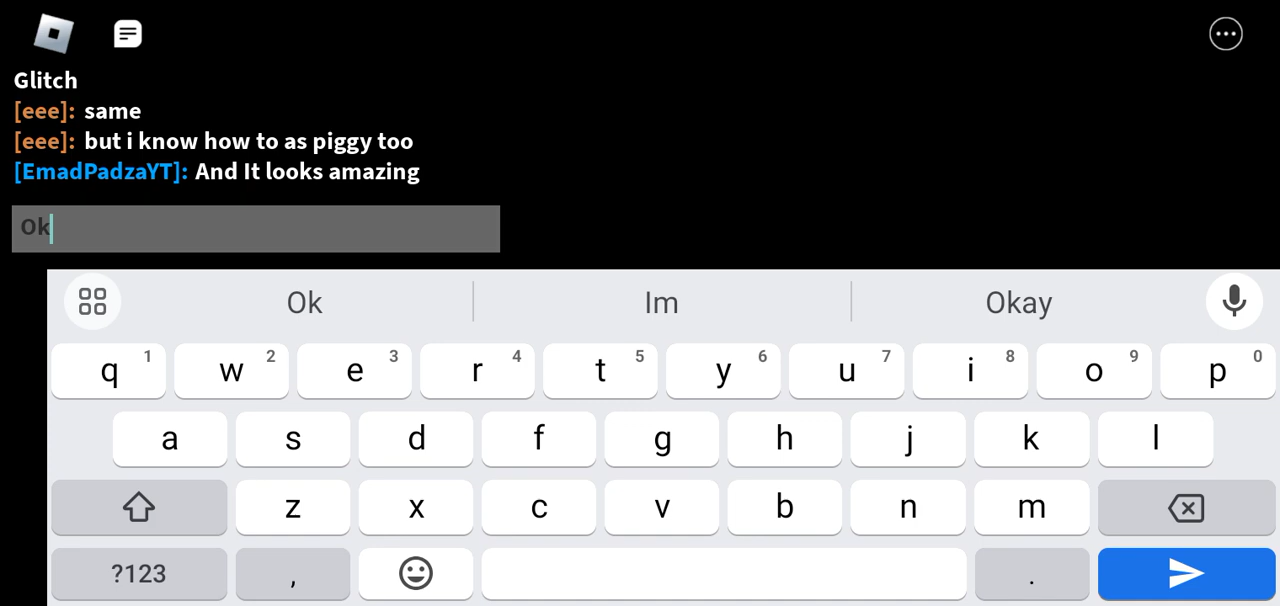 Glitch
[eee]: same
[eee]: but i know how to as piggy too
[EmadPadzaYT]: And It looks amazing
Ok
Ok Im Okay
q 1 w 2 e 3 r 4 t 5 y 6 u 7 i 8 o 9 p 0
a s d f g h j k l
z x c v b n m
?123 , .